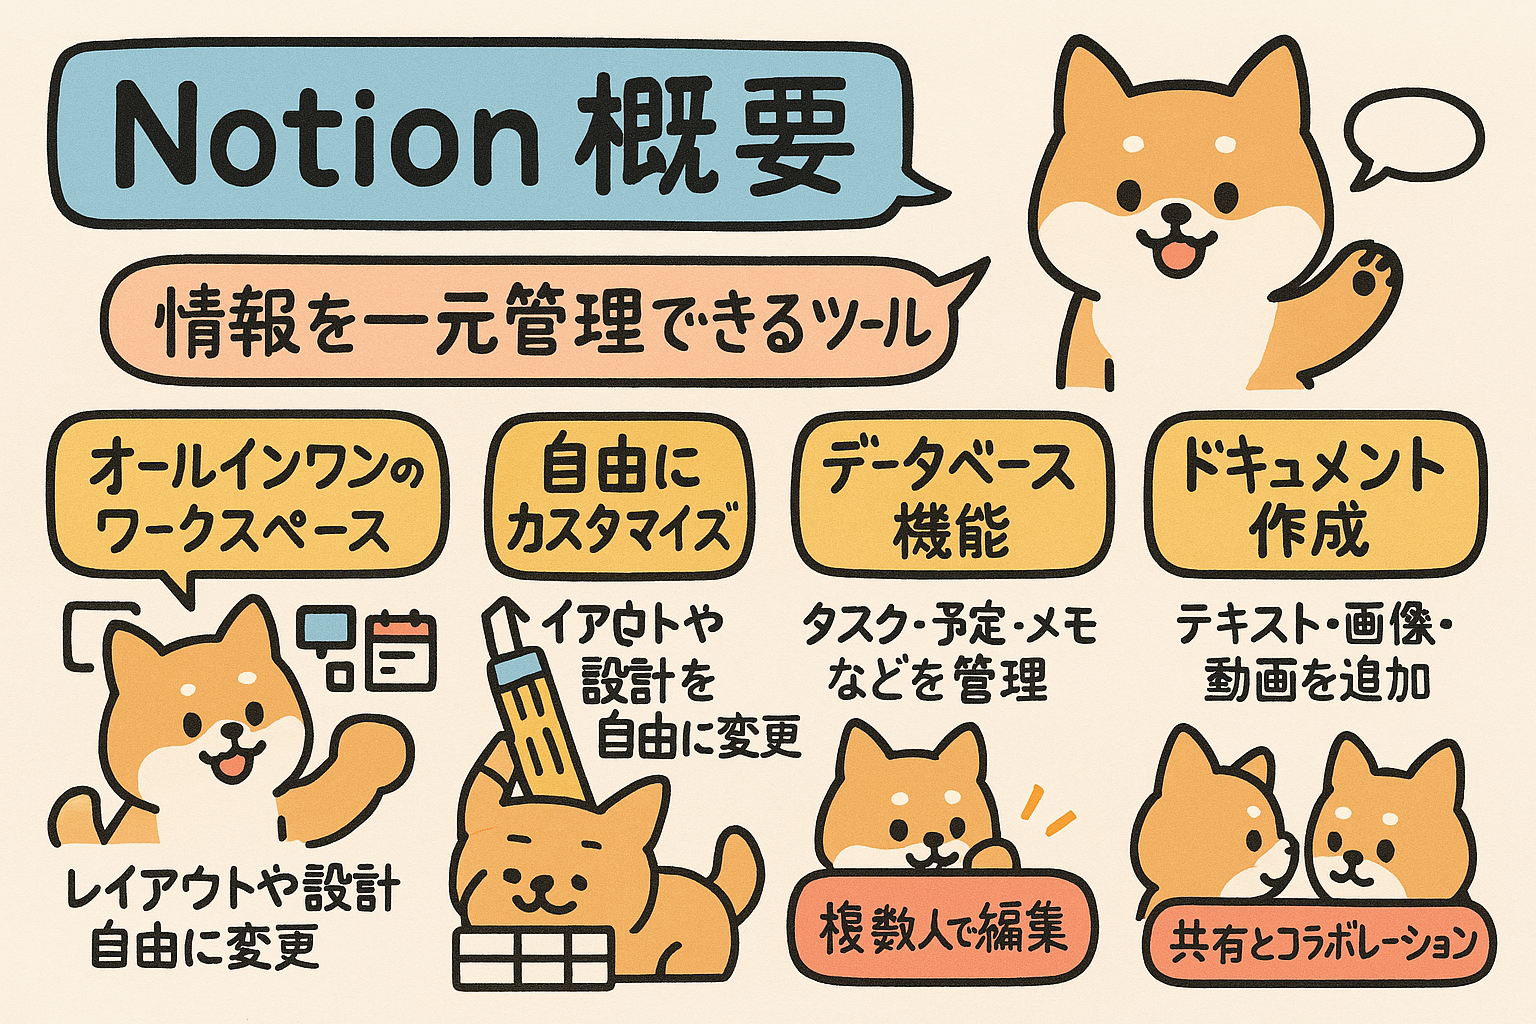 Notion 概要
情報を一元管理できるツール
オールインワンの
ワークスペース
レイアウトや設計
自由に変更
自由に
カスタマイズ
イアウトや
設計を
自由に変更
データベース
機能
タスク・予定・メモ
などを管理
複数人で編集
ドキュメント
作成
テキスト・画像・
動画を追加
共有とコラボレーション